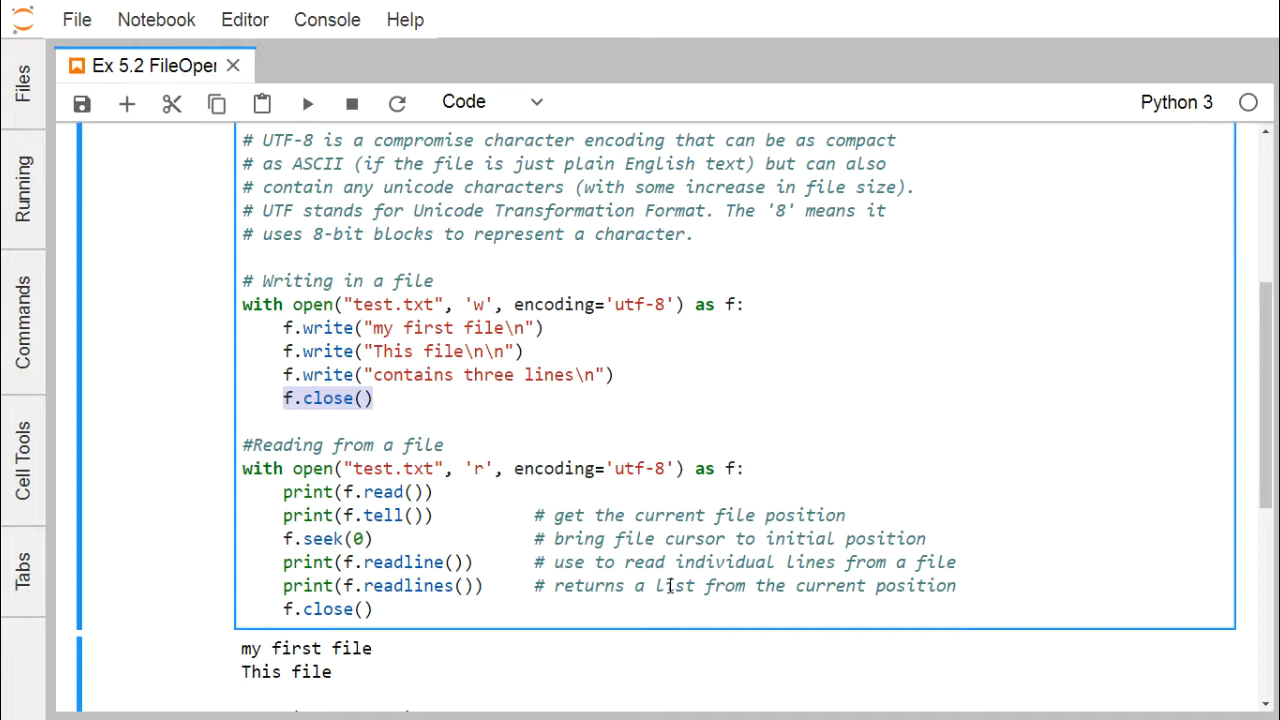 File Notebook Editor Console Help
Files
Running
Commands
Cell Tools
Tabs
Ex 5.2 FileOper
Code
Python 3
# UTF-8 is a compromise character encoding that can be as compact
# as ASCII (if the file is just plain English text) but can also
# contain any unicode characters (with some increase in file size).
# UTF stands for Unicode Transformation Format. The '8' means it
# uses 8-bit blocks to represent a character.
# Writing in a file
with open("test.txt", 'w', encoding='utf-8') as f:
    f.write("my first file\n")
    f.write("This file\n\n")
    f.write("contains three lines\n")
    f.close()
#Reading from a file
with open("test.txt", 'r', encoding='utf-8') as f:
    print(f.read())
    print(f.tell())          # get the current file position
    f.seek(0)                # bring file cursor to initial position
    print(f.readline())      # use to read individual lines from a file
    print(f.readlines())     # returns a list from the current position
    f.close()
my first file
This file